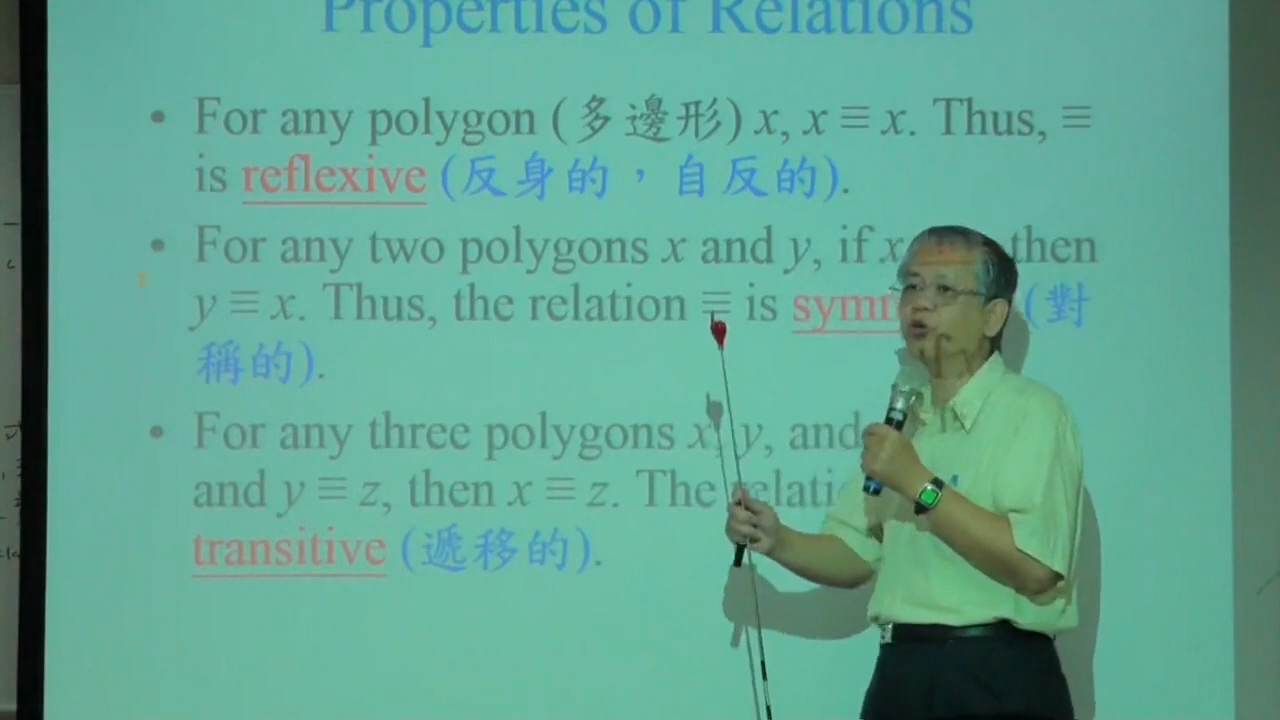 Properties of Relations
• For any polygon (多邊形) x, x ≡ x. Thus, ≡
is reflexive (反身的，自反的).
• For any two polygons x and y, if x then
y ≡ x. Thus, the relation ≡ is (對
稱的).
• For any three polygons x, y, and
and y ≡ z, then x ≡ z. The
transitive (遞移的).